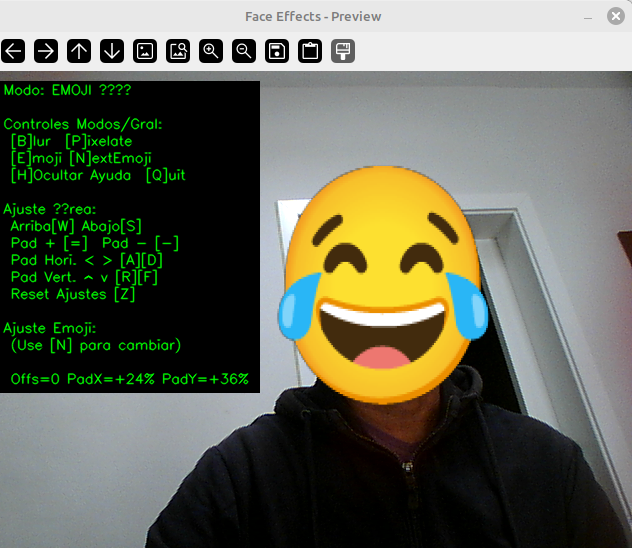 Face Effects - Preview
Modo: EMOJI ????
Controles Modos/Gral:
[B]lur [P]ixelate
[E]moji [N]extEmoji
[H]Ocultar Ayuda [Q]uit
Ajuste ??rea:
Arriba[W] Abajo[S]
Pad + [=] Pad - [-]
Pad Hori. < > [A][D]
Pad Vert. ^ v [R][F]
Reset Ajustes [Z]
Ajuste Emoji:
(Use [N] para cambiar)
Offs=0 PadX=+24% PadY=+36%